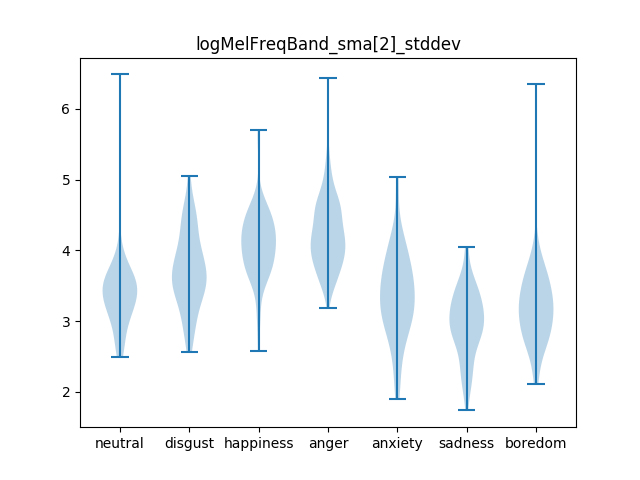 logMelFreqBand_sma[2]_stddev
6
5
4
3
2
neutral disgust happiness anger anxiety sadness boredom